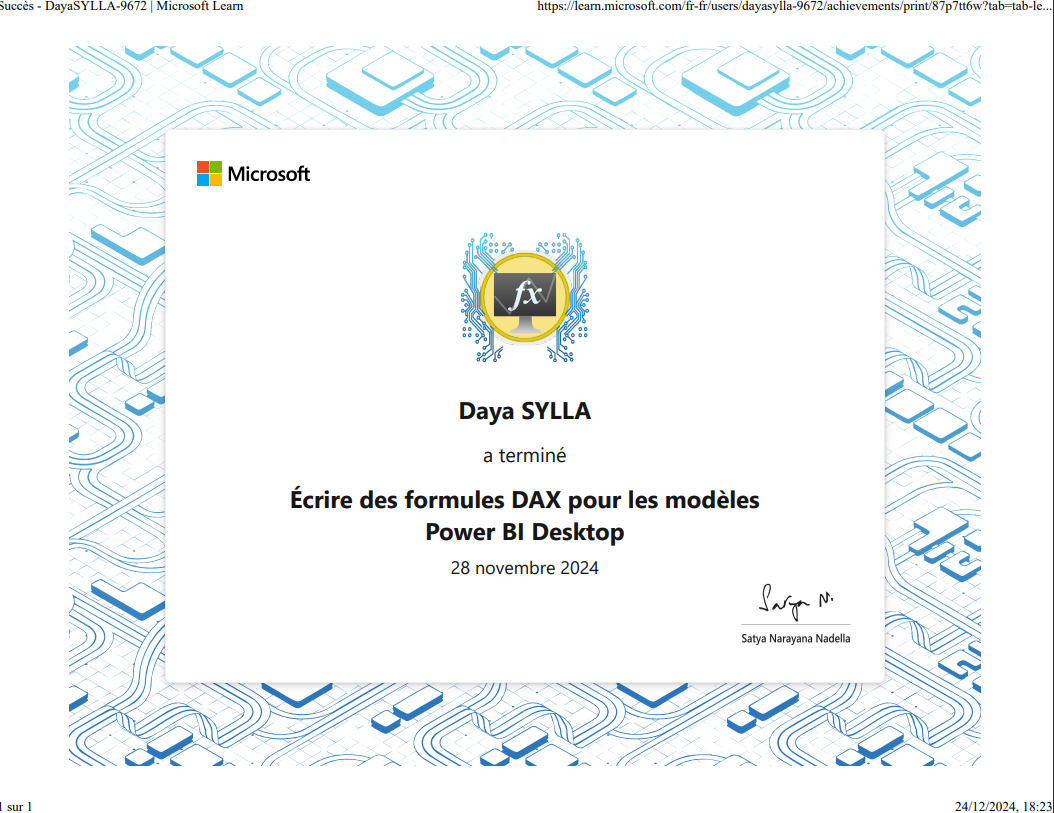 Succès - DayaSYLLA-9672 | Microsoft Learn
https://learn.microsoft.com/fr-fr/users/dayasylla-9672/achievements/print/87p7tt6w?tab=tab-le...
Microsoft
fx
Daya SYLLA
a terminé
Écrire des formules DAX pour les modèles
Power BI Desktop
28 novembre 2024
Satya N.
Satya Narayana Nadella
1 sur 1
24/12/2024, 18:23